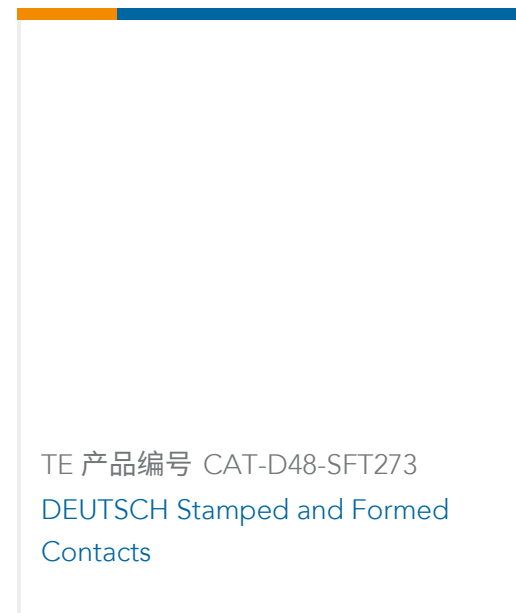 TE 产品编号 CAT-D48-SFT273
DEUTSCH Stamped and Formed
Contacts